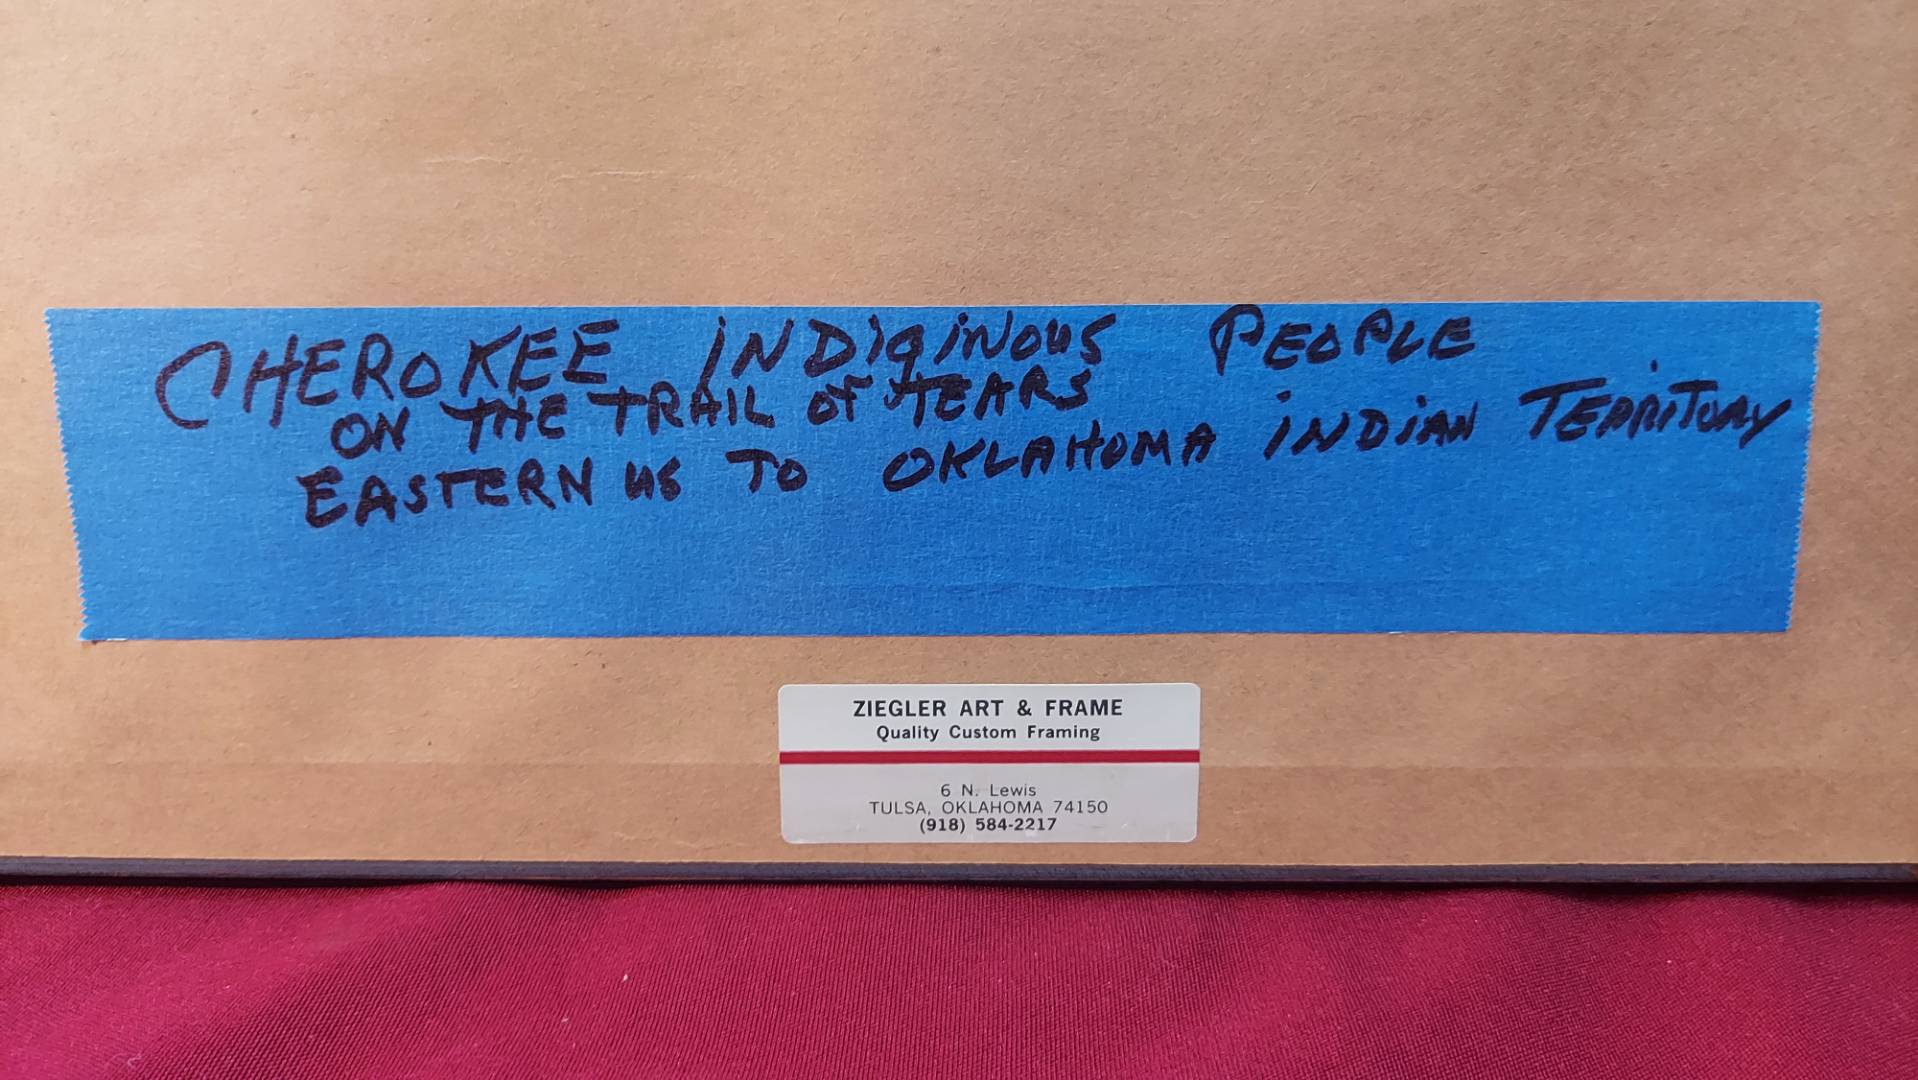 CHEROKEE INDIGINOUS PEOPLE
ON THE TRAIL OF TEARS
EASTERN US TO OKLAHOMA INDIAN TERRITORY
ZIEGLER ART & FRAME
Quality Custom Framing
6 N. Lewis
TULSA, OKLAHOMA 74150
(918) 584-2217